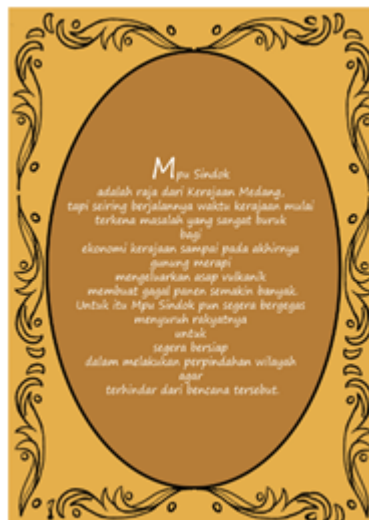 Mpu Sindok
adalah raja dari Kerajaan Medang,
tapi seiring berjalannya waktu kerajaan mulai
terkena masalah yang sangat buruk
bagi
ekonomi kerajaan sampai pada akhirnya
gunung merapi
mengeluarkan asap vulkanik
membuat gagal panen semakin banyak.
Untuk itu Mpu Sindok pun segera bergegas
menyuruh rakyatnya
untuk
segera bersiap
dalam melakukan perpindahan wilayah
agar
terhindar dari bencana tersebut.